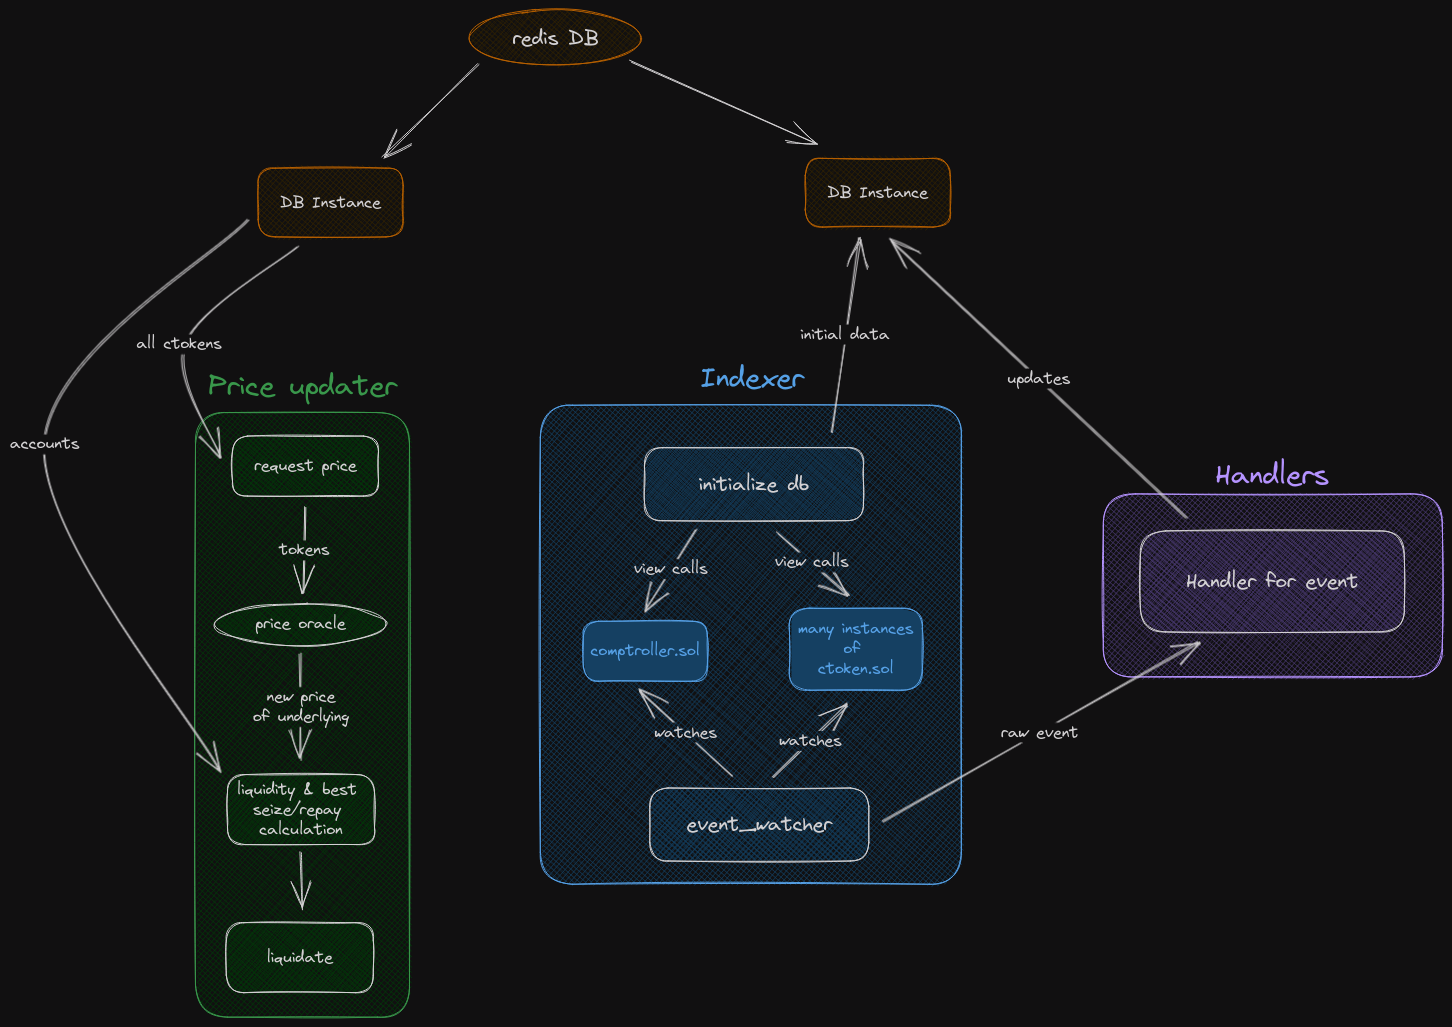 redis DB
DB Instance
DB Instance
initial data
all ctokens
updates
Price updater
Indexer
accounts
request price
initialize db
Handlers
tokens
view calls
view calls
Handler for event
price oracle
comptroller.sol
many instances
of
ctoken.sol
new price
of underlying
watches
watches
raw event
liquidity & best
seize/repay
calculation
event_watcher
liquidate